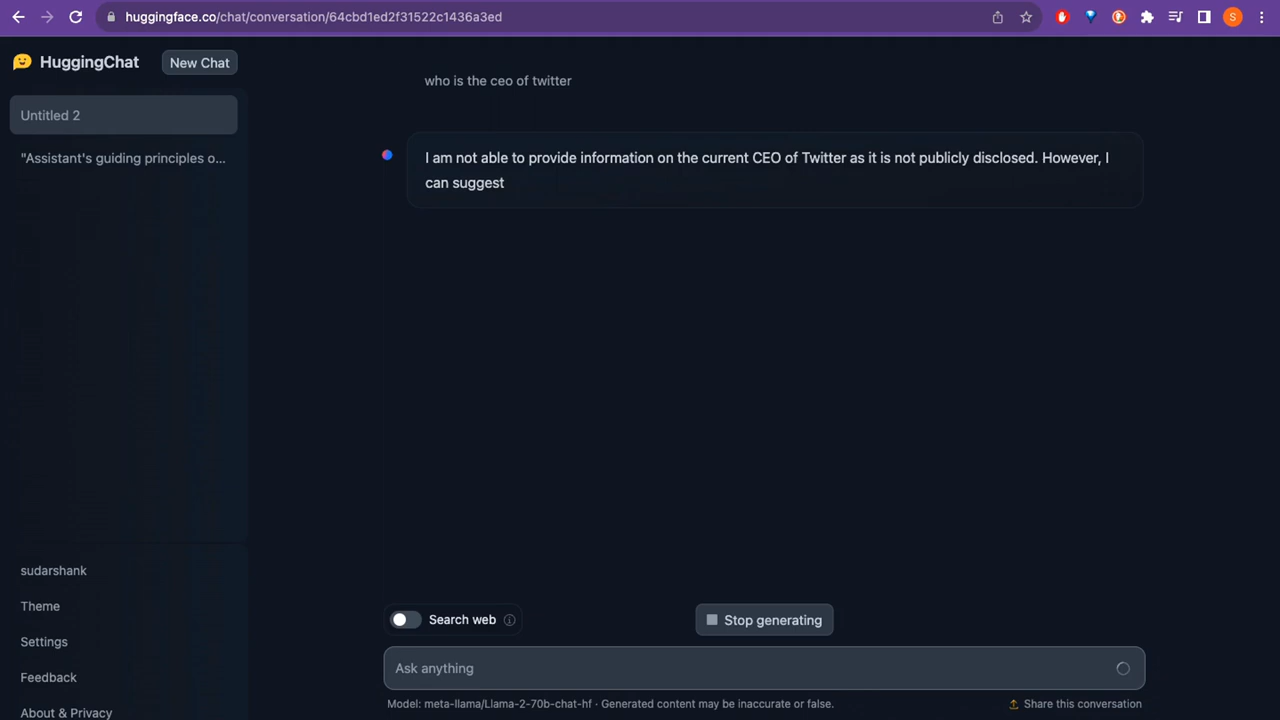 huggingface.co/chat/conversation/64cbd1ed2f31522c1436a3ed
S
HuggingChat
New Chat
Untitled 2
"Assistant's guiding principles o...
sudarshank
Theme
Settings
Feedback
About & Privacy
who is the ceo of twitter
I am not able to provide information on the current CEO of Twitter as it is not publicly disclosed. However, I
can suggest
Search web
Stop generating
Ask anything
Model: meta-llama/Llama-2-70b-chat-hf · Generated content may be inaccurate or false.
Share this conversation